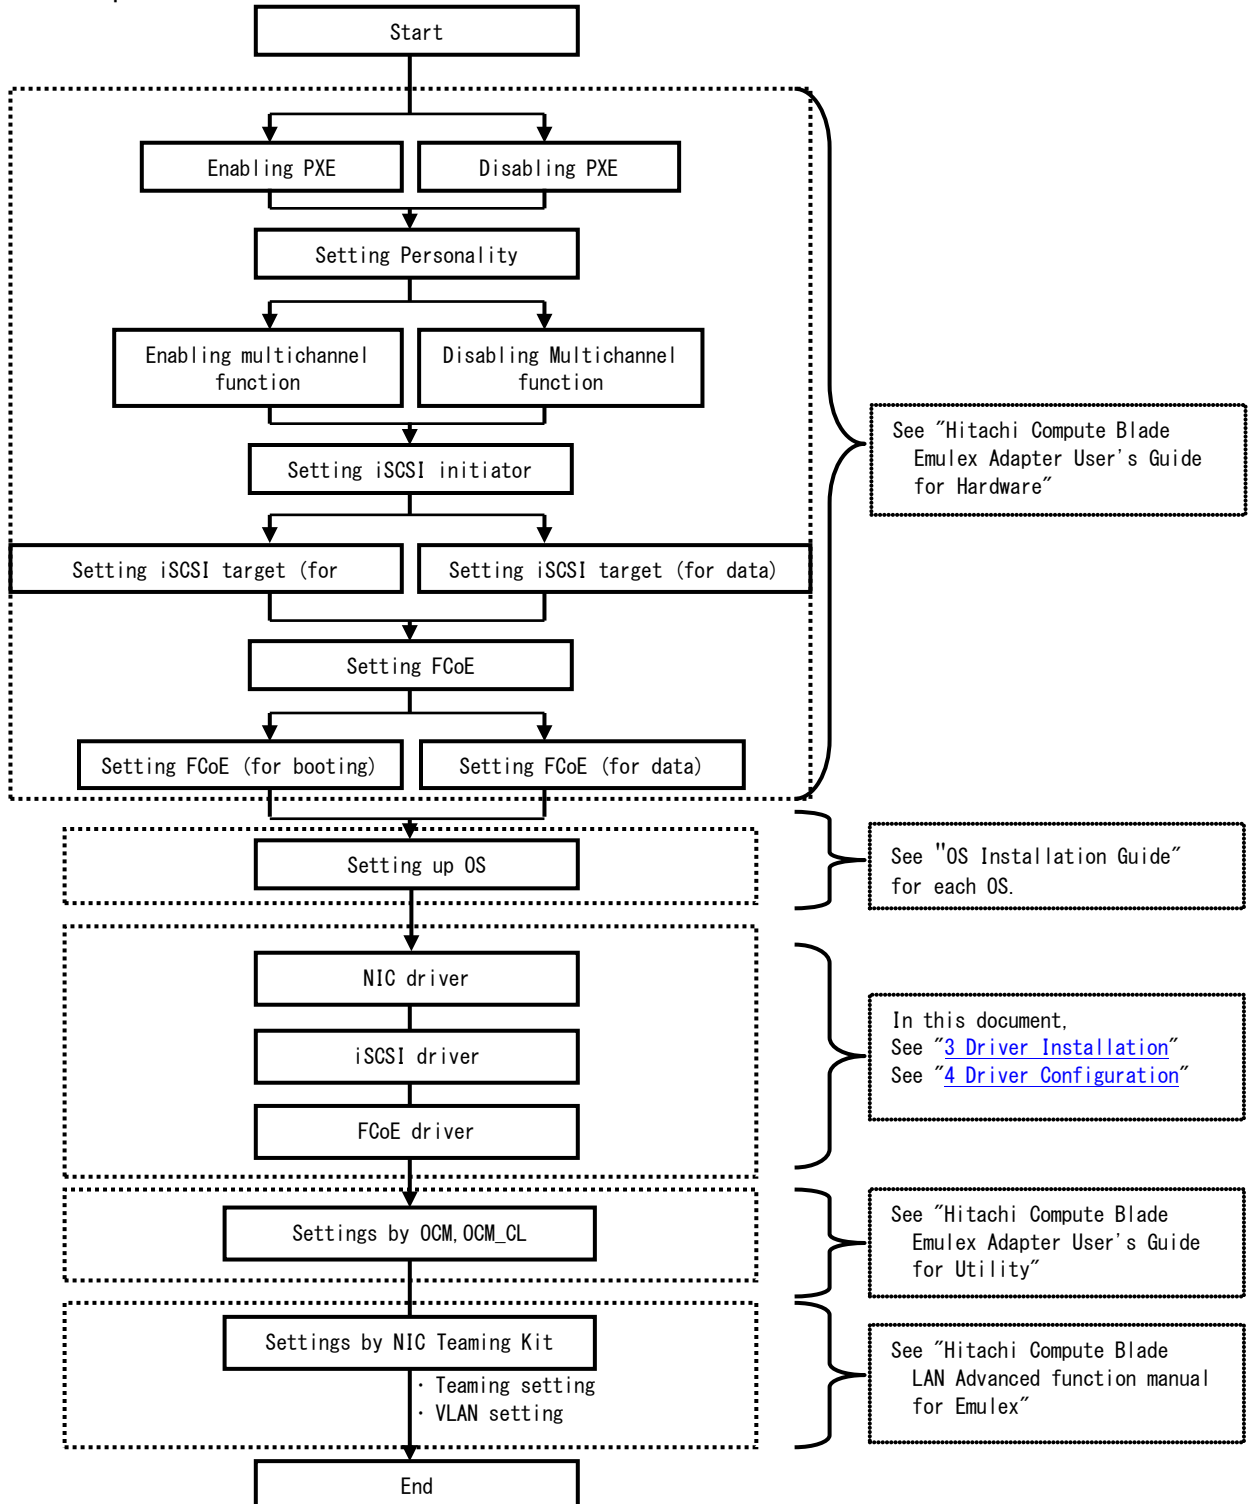 Start
Enabling PXE
Disabling PXE
Setting Personality
Enabling multichannel
function
Disabling Multichannel
function
Setting iSCSI initiator
See "Hitachi Compute Blade
Emulex Adapter User's Guide
for Hardware"
Setting iSCSI target (for
Setting iSCSI target (for data)
Setting FCoE
Setting FCoE (for booting)
Setting FCoE (for data)
Setting up OS
See "OS Installation Guide"
for each OS.
NIC driver
iSCSI driver
FCoE driver
In this document,
See "3 Driver Installation"
See "4 Driver Configuration"
Settings by OCM,OCM_CL
See "Hitachi Compute Blade
Emulex Adapter User's Guide
for Utility"
Settings by NIC Teaming Kit
・ Teaming setting
・ VLAN setting
See "Hitachi Compute Blade
LAN Advanced function manual
for Emulex"
End